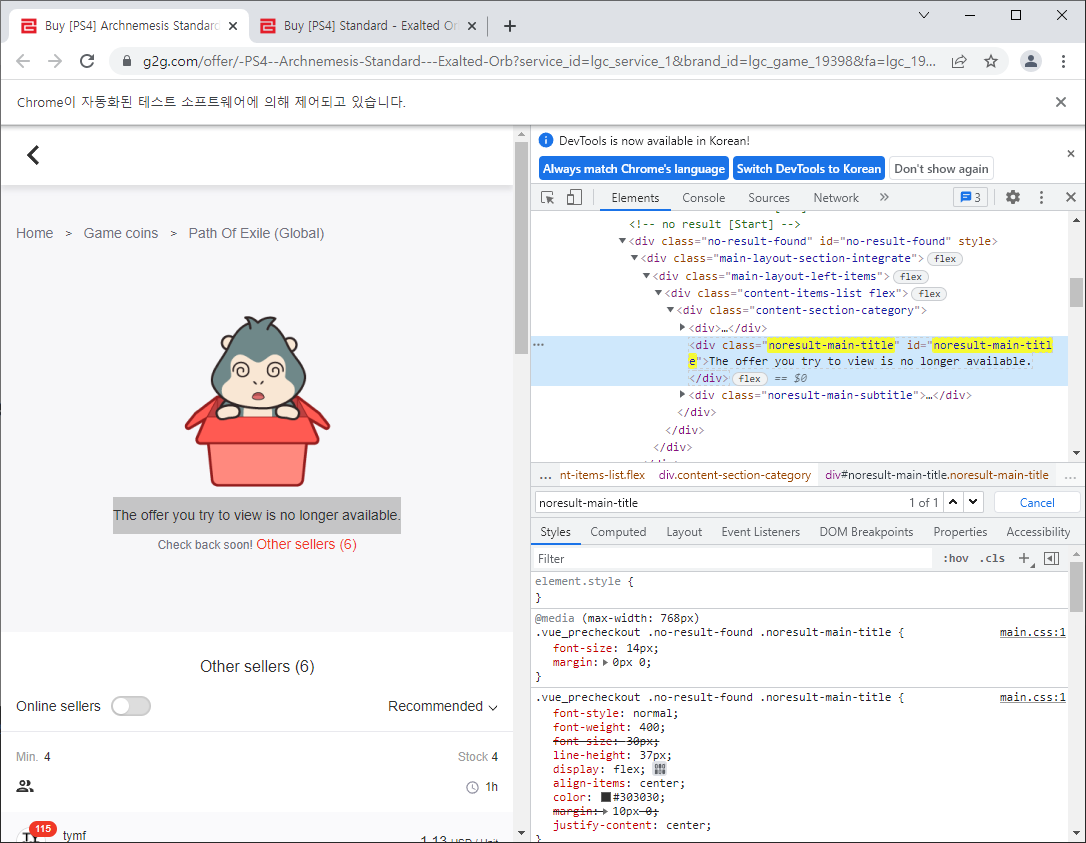 Buy [PS4] Archnemesis Standard
Buy [PS4] Standard - Exalted Or
g2g.com/offer/-PS4--Archnemesis-Standard---Exalted-Orb?service_id=lgc_service_1&brand_id=lgc_game_19398&fa=lgc_19...
Chrome이 자동화된 테스트 소프트웨어에 의해 제어되고 있습니다.
Home > Game coins > Path Of Exile (Global)
The offer you try to view is no longer available.
Check back soon! Other sellers (6)
Other sellers (6)
Online sellers
Recommended
Min. 4
Stock 4
1h
115
tymf
1.13 USD / Unit
DevTools is now available in Korean!
Always match Chrome's language
Switch DevTools to Korean
Don't show again
Elements Console Sources Network » 3
<!-- no result [Start] -->
<div class="no-result-found" id="no-result-found" style>
<div class="main-layout-section-integrate"> flex
<div class="main-layout-left-items"> flex
<div class="content-items-list flex"> flex
<div class="content-section-category">
<div>…</div>
<div class="noresult-main-title" id="noresult-main-titl
e">The offer you try to view is no longer available.
</div> flex == $0
<div class="noresult-main-subtitle">…</div>
</div>
</div>
</div>
... nt-items-list.flex div.content-section-category div#noresult-main-title.noresult-main-title ...
noresult-main-title 1 of 1 Cancel
Styles Computed Layout Event Listeners DOM Breakpoints Properties Accessibility
Filter :hov .cls +
element.style {
}
@media (max-width: 768px)
.vue_precheckout .no-result-found .noresult-main-title { main.css:1
font-size: 14px;
margin: 0px 0;
}
.vue_precheckout .no-result-found .noresult-main-title { main.css:1
font-style: normal;
font-weight: 400;
font-size: 30px;
line-height: 37px;
display: flex;
align-items: center;
color: #303030;
margin: 10px 0;
justify-content: center;
}